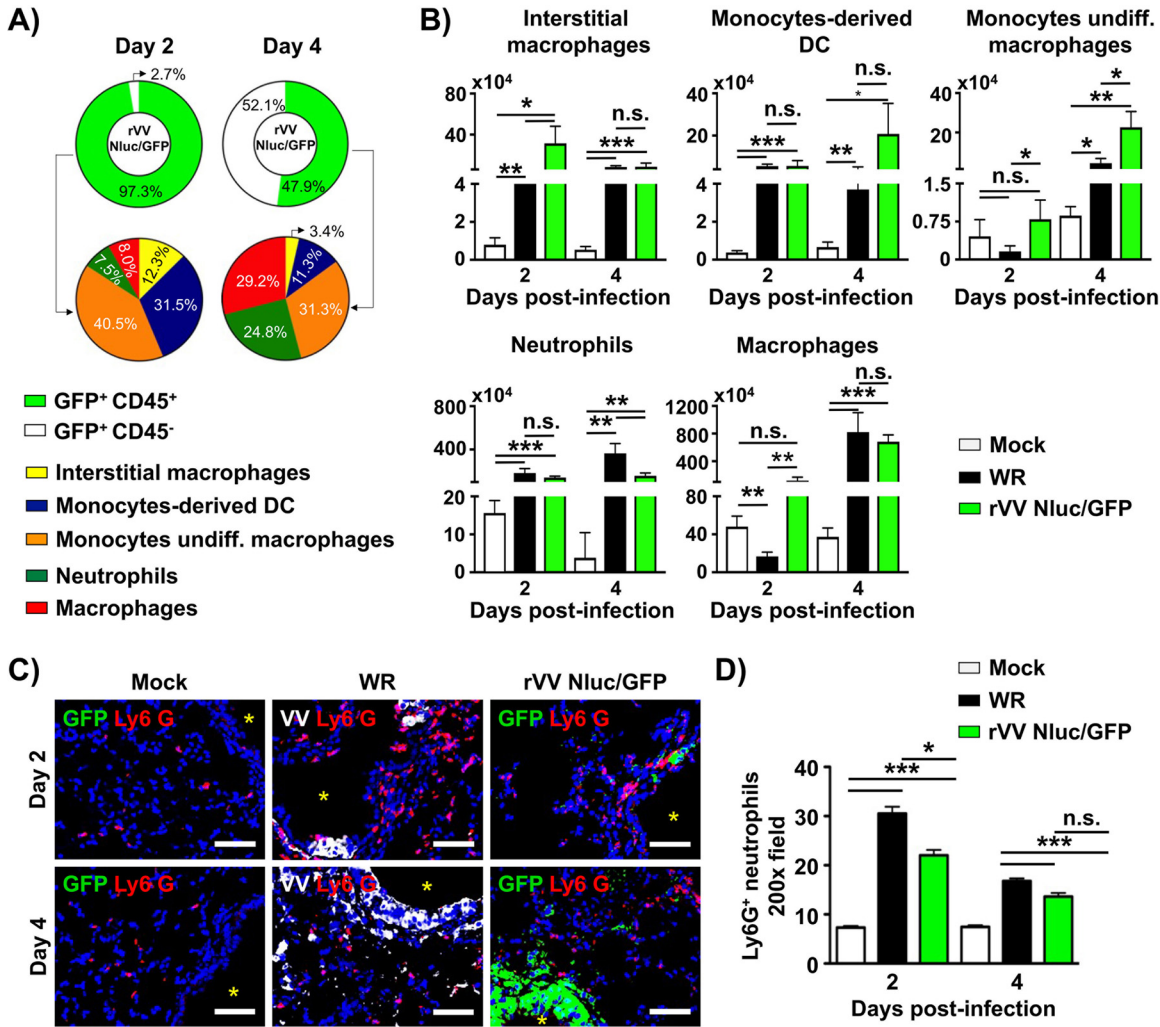 A)
Day 2
Day 4
2.7%
rVV
Nluc/GFP
97.3%
52.1%
rVV
Nluc/GFP
47.9%
8.0%
12.3%
7.5%
31.5%
40.5%
3.4%
11.3%
29.2%
31.3%
24.8%
GFP+ CD45+
GFP+ CD45-
Interstitial macrophages
Monocytes-derived DC
Monocytes undiff. macrophages
Neutrophils
Macrophages
B)
Interstitial
macrophages
x10⁴
80
40
4
2
0
*
**
n.s.
***
2
4
Days post-infection
Monocytes-derived
DC
x10⁴
40
20
4
2
0
n.s.
***
n.s.
*
**
2
4
Days post-infection
Monocytes undiff.
macrophages
x10⁴
40
20
1.5
0.75
0
*
n.s.
*
**
*
2
4
Days post-infection
Neutrophils
x10⁴
800
400
20
10
0
n.s.
***
**
**
2
4
Days post-infection
Macrophages
x10⁴
1200
800
400
80
40
0
n.s.
**
**
n.s.
***
2
4
Days post-infection
Mock
WR
rVV Nluc/GFP
C)
Mock
WR
rVV Nluc/GFP
Day 2
GFP Ly6 G
*
VV Ly6 G
*
GFP Ly6 G
*
Day 4
GFP Ly6 G
*
VV Ly6 G
*
GFP Ly6 G
*
D)
Mock
WR
rVV Nluc/GFP
Ly6G+ neutrophils
200x field
40
30
20
10
0
*
***
n.s.
***
2
4
Days post-infection